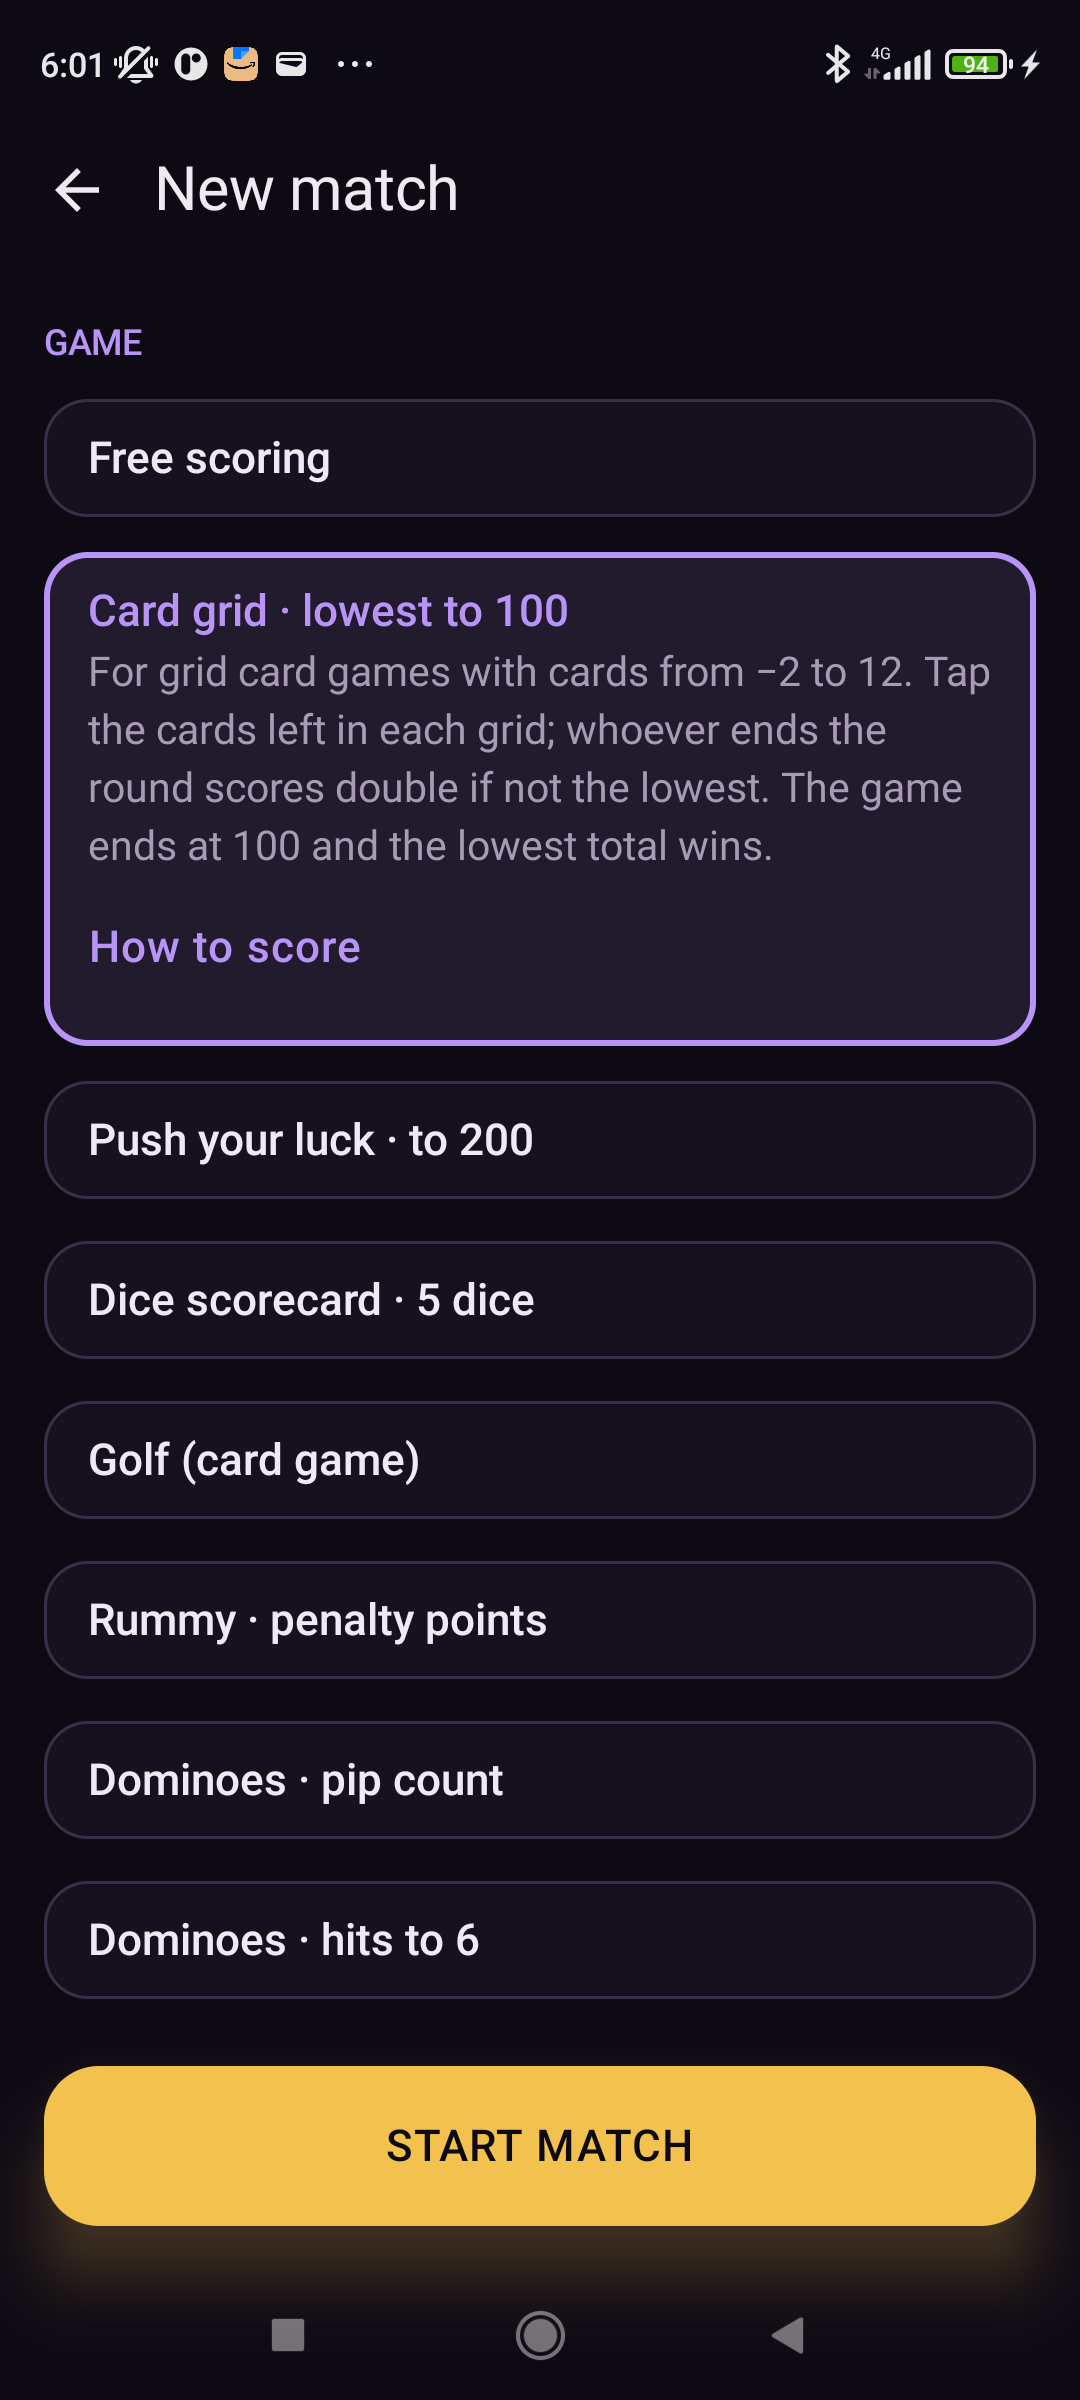 6:01
4G
94
New match
GAME
Free scoring
Card grid · lowest to 100
For grid card games with cards from −2 to 12. Tap
the cards left in each grid; whoever ends the
round scores double if not the lowest. The game
ends at 100 and the lowest total wins.
How to score
Push your luck · to 200
Dice scorecard · 5 dice
Golf (card game)
Rummy · penalty points
Dominoes · pip count
Dominoes · hits to 6
START MATCH